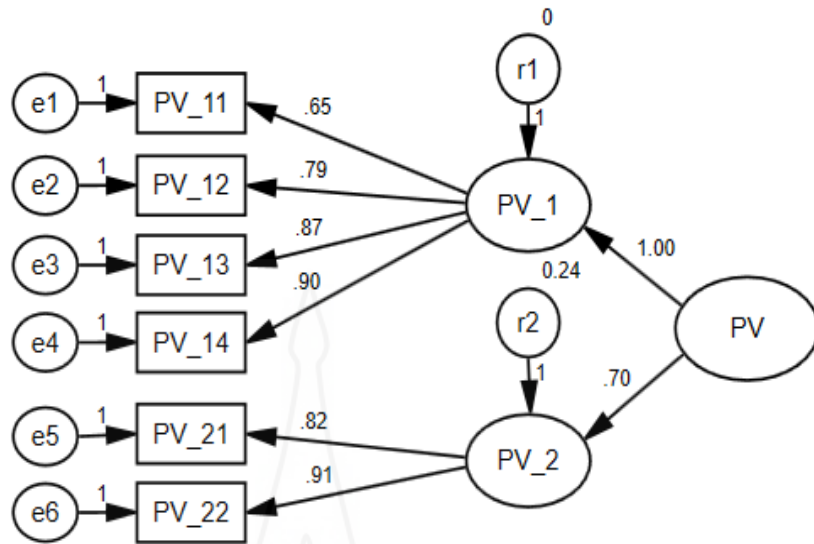 0
r1
1
e1
1
PV_11
.65
e2
1
PV_12
.79
PV_1
e3
1
PV_13
.87
1.00
e4
1
PV_14
.90
0.24
r2
1
PV
.70
e5
1
PV_21
.82
PV_2
e6
1
PV_22
.91